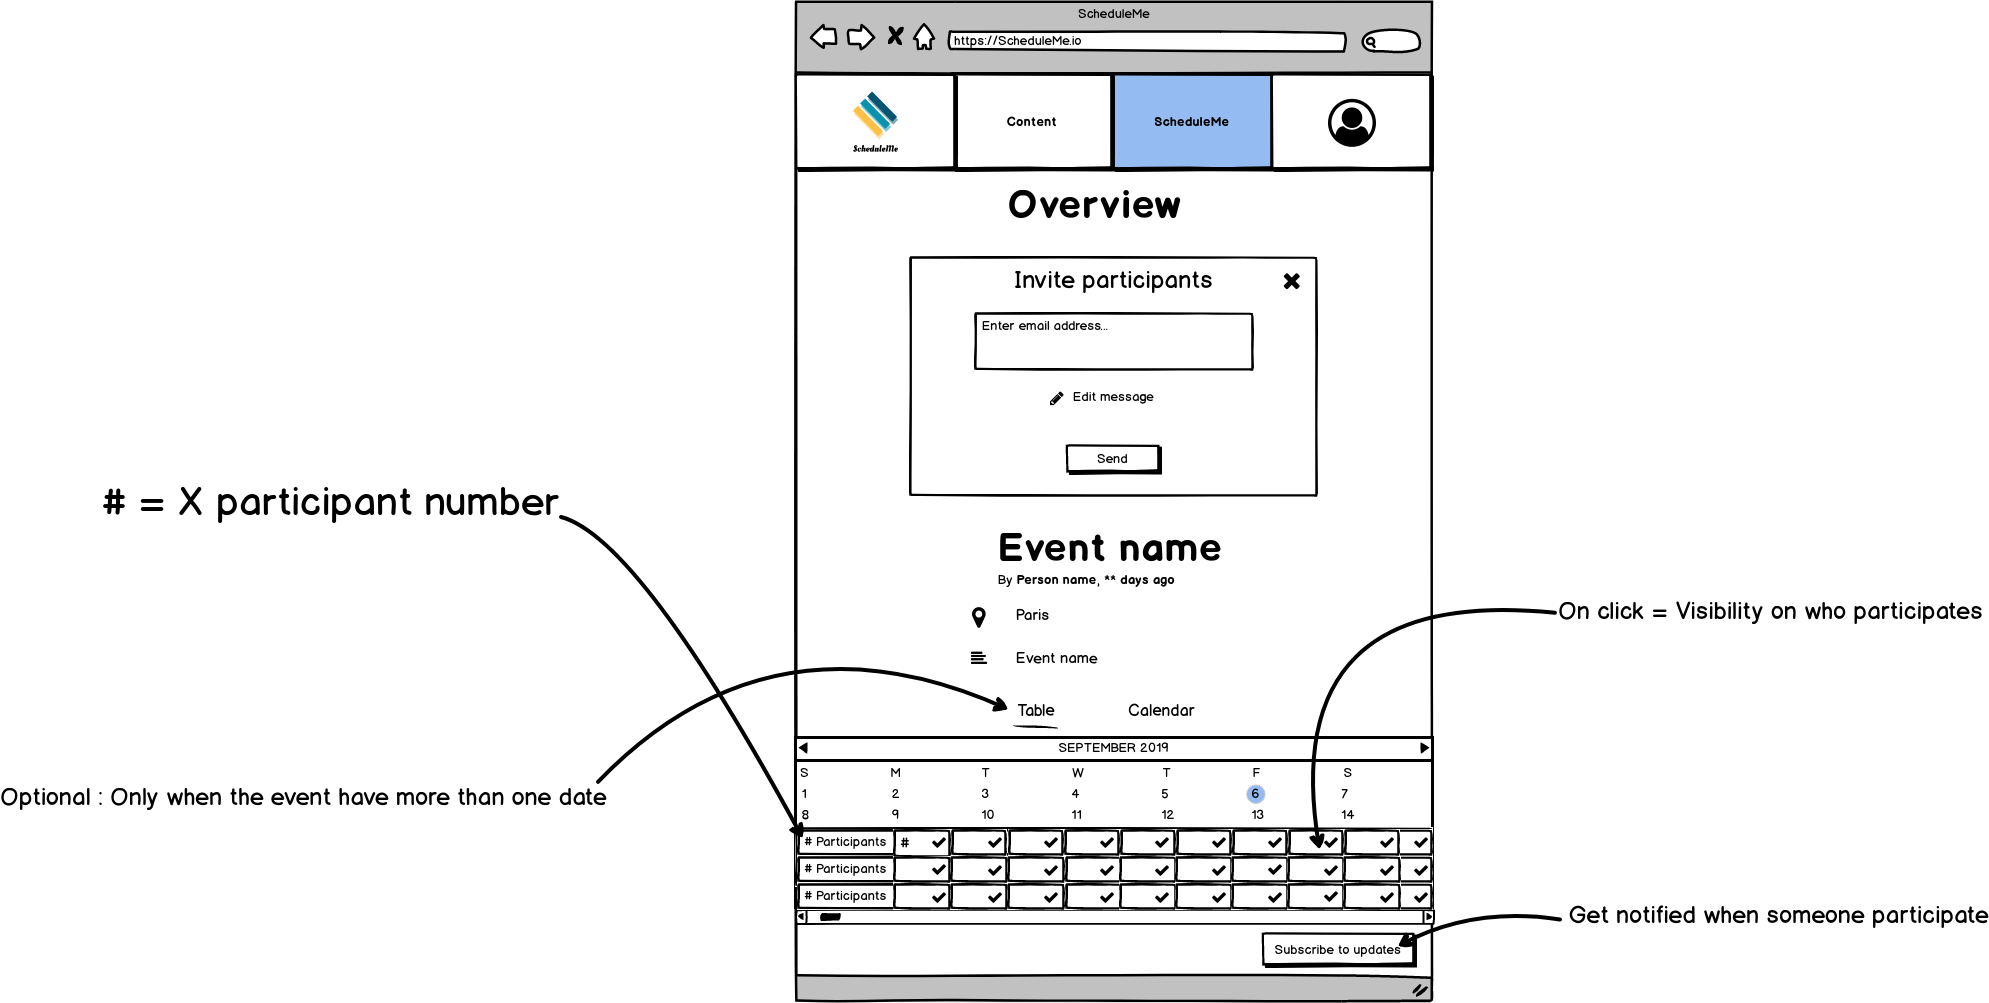 ScheduleMe
https://ScheduleMe.io
ScheduleMe
Content
ScheduleMe
Overview
Invite participants
Enter email address...
Edit message
Send
# = X participant number
Event name
By Person name, ** days ago
Paris
On click = Visibility on who participates
Event name
Table
Calendar
SEPTEMBER 2019
S M T W T F S
1 2 3 4 5 6 7
Optional : Only when the event have more than one date
8 9 10 11 12 13 14
# Participants #
# Participants
# Participants
Get notified when someone participate
Subscribe to updates